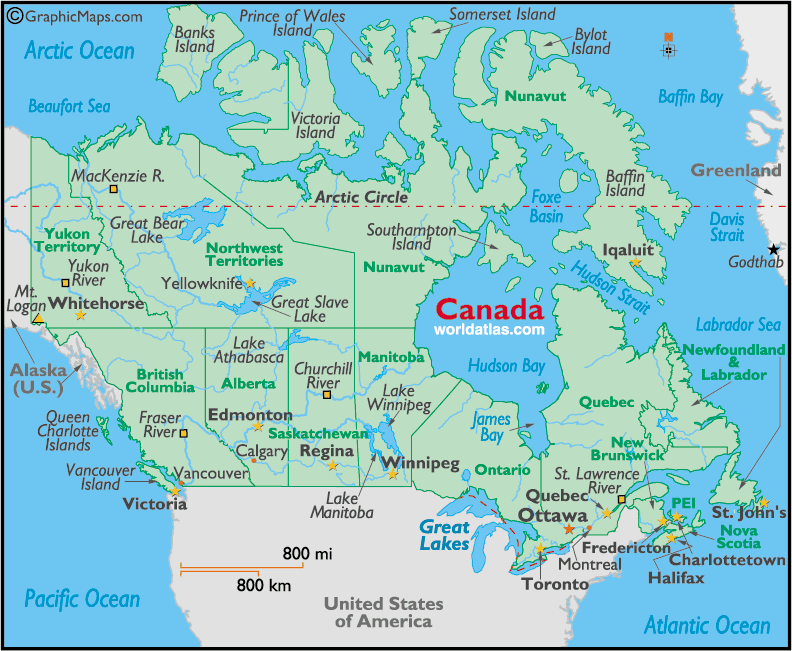 ©GraphicMaps.com
Prince of Wales
Island
Somerset Island
Banks
Island
Bylot
Island
Arctic Ocean
Beaufort Sea
Victoria
Island
Nunavut
Baffin Bay
MacKenzie R.
Arctic Circle
Baffin
Island
Greenland
Great Bear
Lake
Foxe
Basin
Davis
Strait
Yukon
Territory
Southampton
Island
Northwest
Territories
Iqaluit
Godthab
Yukon
River
Yellowknife
Nunavut
Hudson Strait
Mt.
Logan
Whitehorse
Great Slave
Lake
Canada
worldatlas.com
Labrador Sea
Lake
Athabasca
Manitoba
Newfoundland
&
Labrador
Alaska
(U.S.)
British
Columbia
Alberta
Churchill
River
Hudson Bay
Lake
Winnipeg
Quebec
Queen
Charlotte
Islands
Fraser
River
Edmonton
James
Bay
Saskatchewan
New
Brunswick
Calgary
Regina
Winnipeg
Ontario
St. Lawrence
River
Vancouver
Island
Vancouver
Victoria
Lake
Manitoba
Quebec
PEI
St. John's
Ottawa
Great
Lakes
Nova
Scotia
Fredericton
Montreal
Charlottetown
Halifax
Toronto
800 mi
800 km
Pacific Ocean
United States
of America
Atlantic Ocean